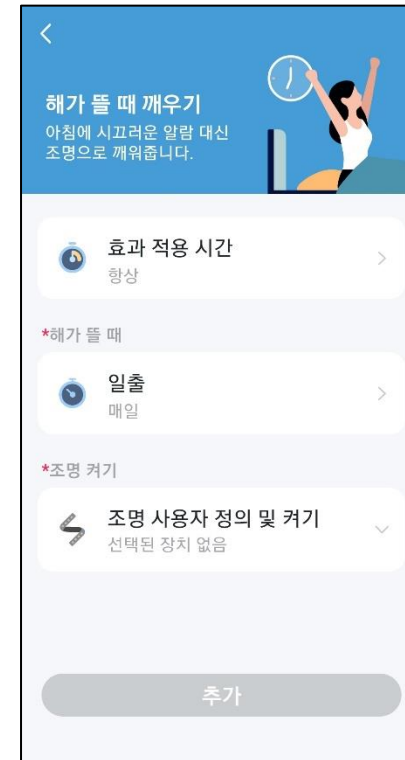 해가 뜰 때 깨우기
아침에 시끄러운 알람 대신
조명으로 깨워줍니다.
효과 적용 시간
항상
*해가 뜰 때
일출
매일
*조명 켜기
조명 사용자 정의 및 켜기
선택된 장치 없음
추가